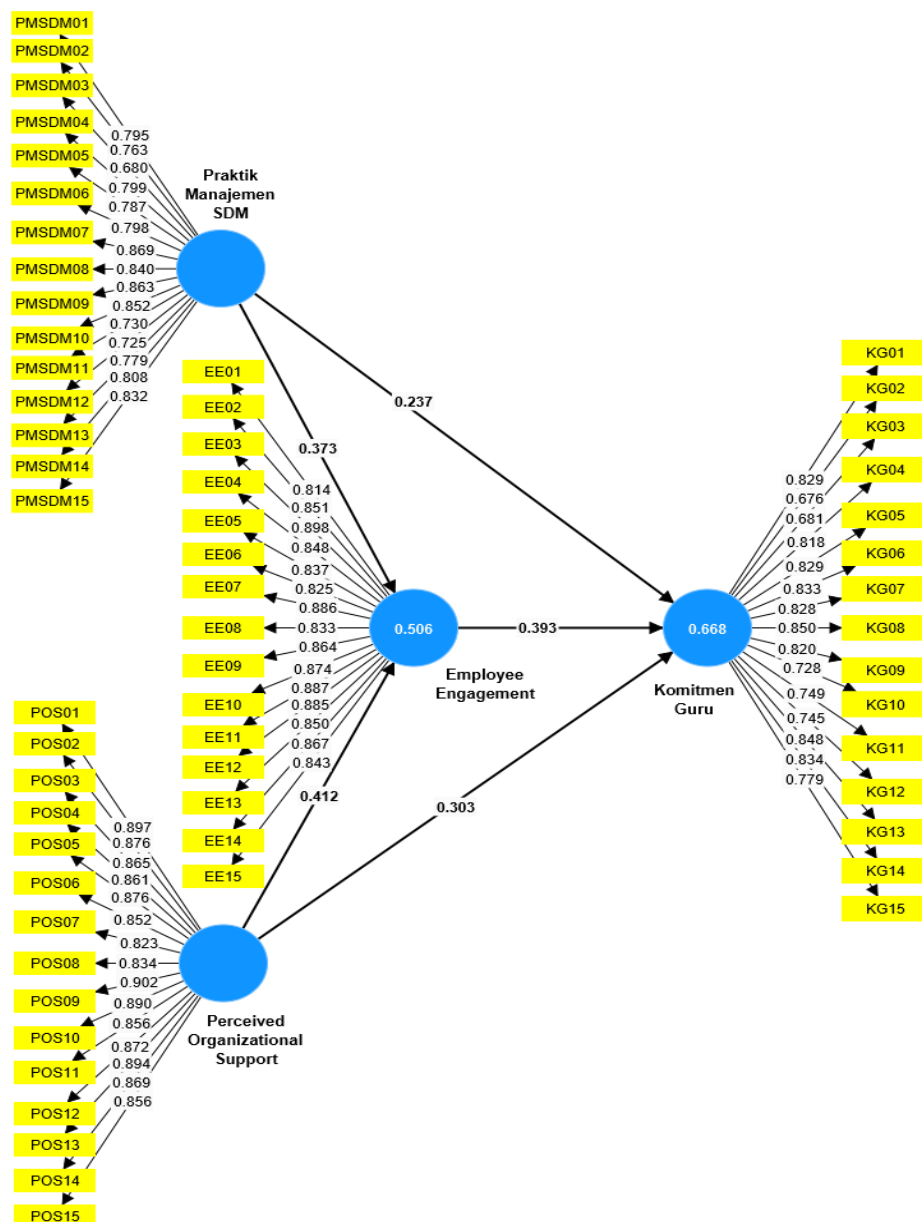 PMSDM01
PMSDM02
PMSDM03
PMSDM04
PMSDM05
PMSDM06
PMSDM07
PMSDM08
PMSDM09
PMSDM10
PMSDM11
PMSDM12
PMSDM13
PMSDM14
PMSDM15
0.795
0.763
0.680
0.799
0.787
0.798
0.869
0.840
0.863
0.852
0.730
0.725
0.779
0.808
0.832
Praktik
Manajemen
SDM
0.373
0.237
EE01
EE02
EE03
EE04
EE05
EE06
EE07
EE08
EE09
EE10
EE11
EE12
EE13
EE14
EE15
0.814
0.851
0.898
0.848
0.837
0.825
0.886
0.833
0.864
0.874
0.887
0.885
0.850
0.867
0.843
0.506
Employee
Engagement
0.393
0.412
0.303
POS01
POS02
POS03
POS04
POS05
POS06
POS07
POS08
POS09
POS10
POS11
POS12
POS13
POS14
POS15
0.897
0.876
0.865
0.861
0.876
0.852
0.823
0.834
0.902
0.890
0.856
0.872
0.894
0.869
0.856
Perceived
Organizational
Support
0.668
Komitmen
Guru
0.829
0.676
0.681
0.818
0.829
0.833
0.828
0.850
0.820
0.728
0.749
0.745
0.848
0.834
0.779
KG01
KG02
KG03
KG04
KG05
KG06
KG07
KG08
KG09
KG10
KG11
KG12
KG13
KG14
KG15